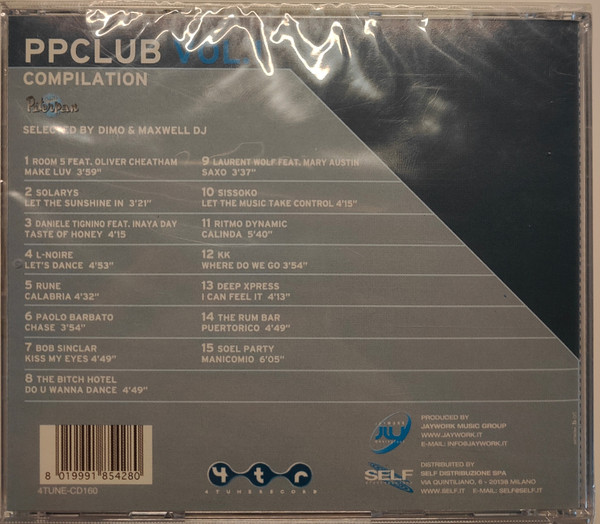 PPCLUB VOL.
COMPILATION
Peterpan
SELECTED BY DIMO & MAXWELL DJ
1 ROOM 5 FEAT. OLIVER CHEATHAM
MAKE LUV 3'59"
2 SOLARYS
LET THE SUNSHINE IN 3'21"
3 DANIELE TIGNINO FEAT. INAYA DAY
TASTE OF HONEY 4'15
4 L-NOIRE
LET'S DANCE 4'53"
5 RUNE
CALABRIA 4'32"
6 PAOLO BARBATO
CHASE 3'54"
7 BOB SINCLAR
KISS MY EYES 4'49"
8 THE BITCH HOTEL
DO U WANNA DANCE 4'49"
9 LAURENT WOLF FEAT. MARY AUSTIN
SAXO 3'37"
10 SISSOKO
LET THE MUSIC TAKE CONTROL 4'15"
11 RITMO DYNAMIC
CALINDA 5'40"
12 KK
WHERE DO WE GO 3'54"
13 DEEP XPRESS
I CAN FEEL IT 4'13"
14 THE RUM BAR
PUERTORICO 4'49"
15 SOEL PARTY
MANICOMIO 6'05"
8 019991 854280
4TUNE-CD160
4tr
4TUNERECORDS
JAYWORK
PRODUCED BY
JAYWORK MUSIC GROUP
WWW.JAYWORK.IT
E-MAIL: INFO@JAYWORK.IT
SELF
DISTRIBUTED BY
SELF DISTRIBUZIONE SPA
VIA QUINTILIANO, 6 - 20138 MILANO
WWW.SELF.IT E-MAIL: SELF@SELF.IT